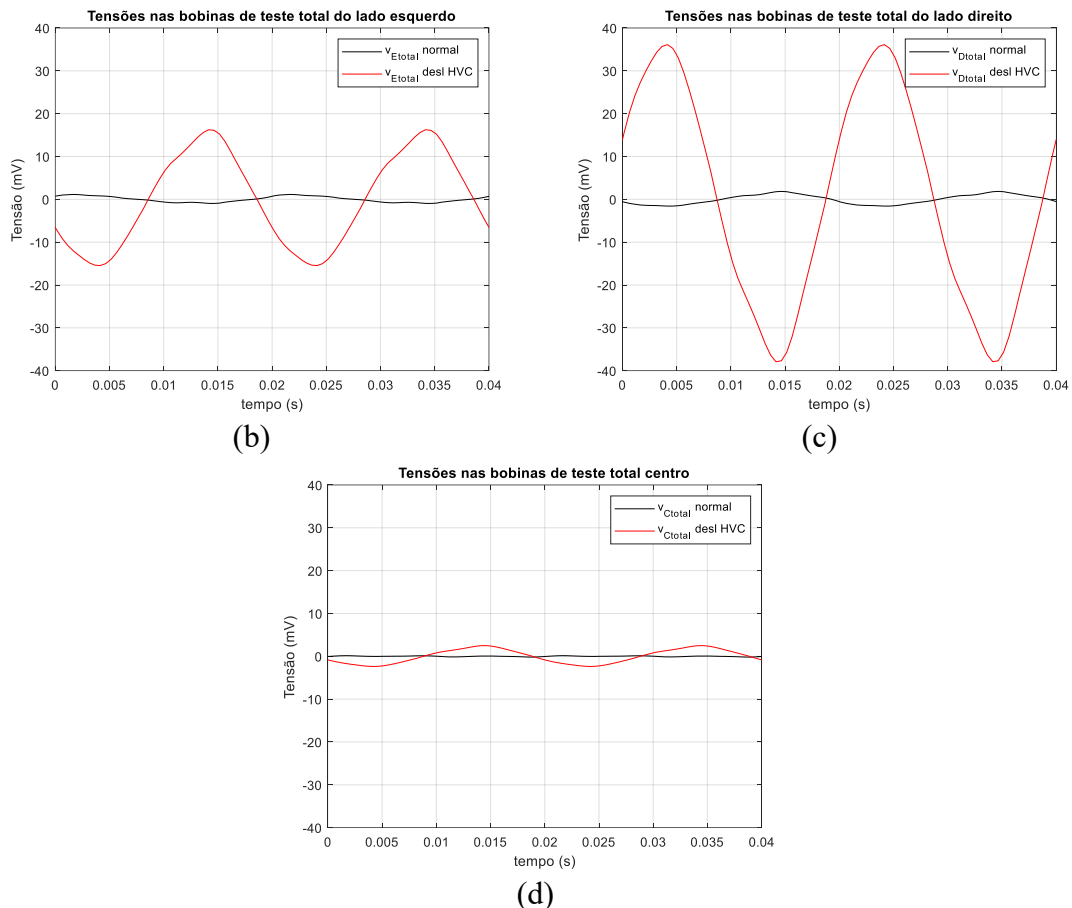 Tensões nas bobinas de teste total do lado esquerdo
40
30
20
10
0
-10
-20
-30
-40
Tensão (mV)
v_Etotal normal
v_Etotal desl HVC
0 0.005 0.01 0.015 0.02 0.025 0.03 0.035 0.04
tempo (s)
(b)
Tensões nas bobinas de teste total do lado direito
40
30
20
10
0
-10
-20
-30
-40
Tensão (mV)
v_Dtotal normal
v_Dtotal desl HVC
0 0.005 0.01 0.015 0.02 0.025 0.03 0.035 0.04
tempo (s)
(c)
Tensões nas bobinas de teste total centro
40
30
20
10
0
-10
-20
-30
-40
Tensão (mV)
v_Ctotal normal
v_Ctotal desl HVC
0 0.005 0.01 0.015 0.02 0.025 0.03 0.035 0.04
tempo (s)
(d)